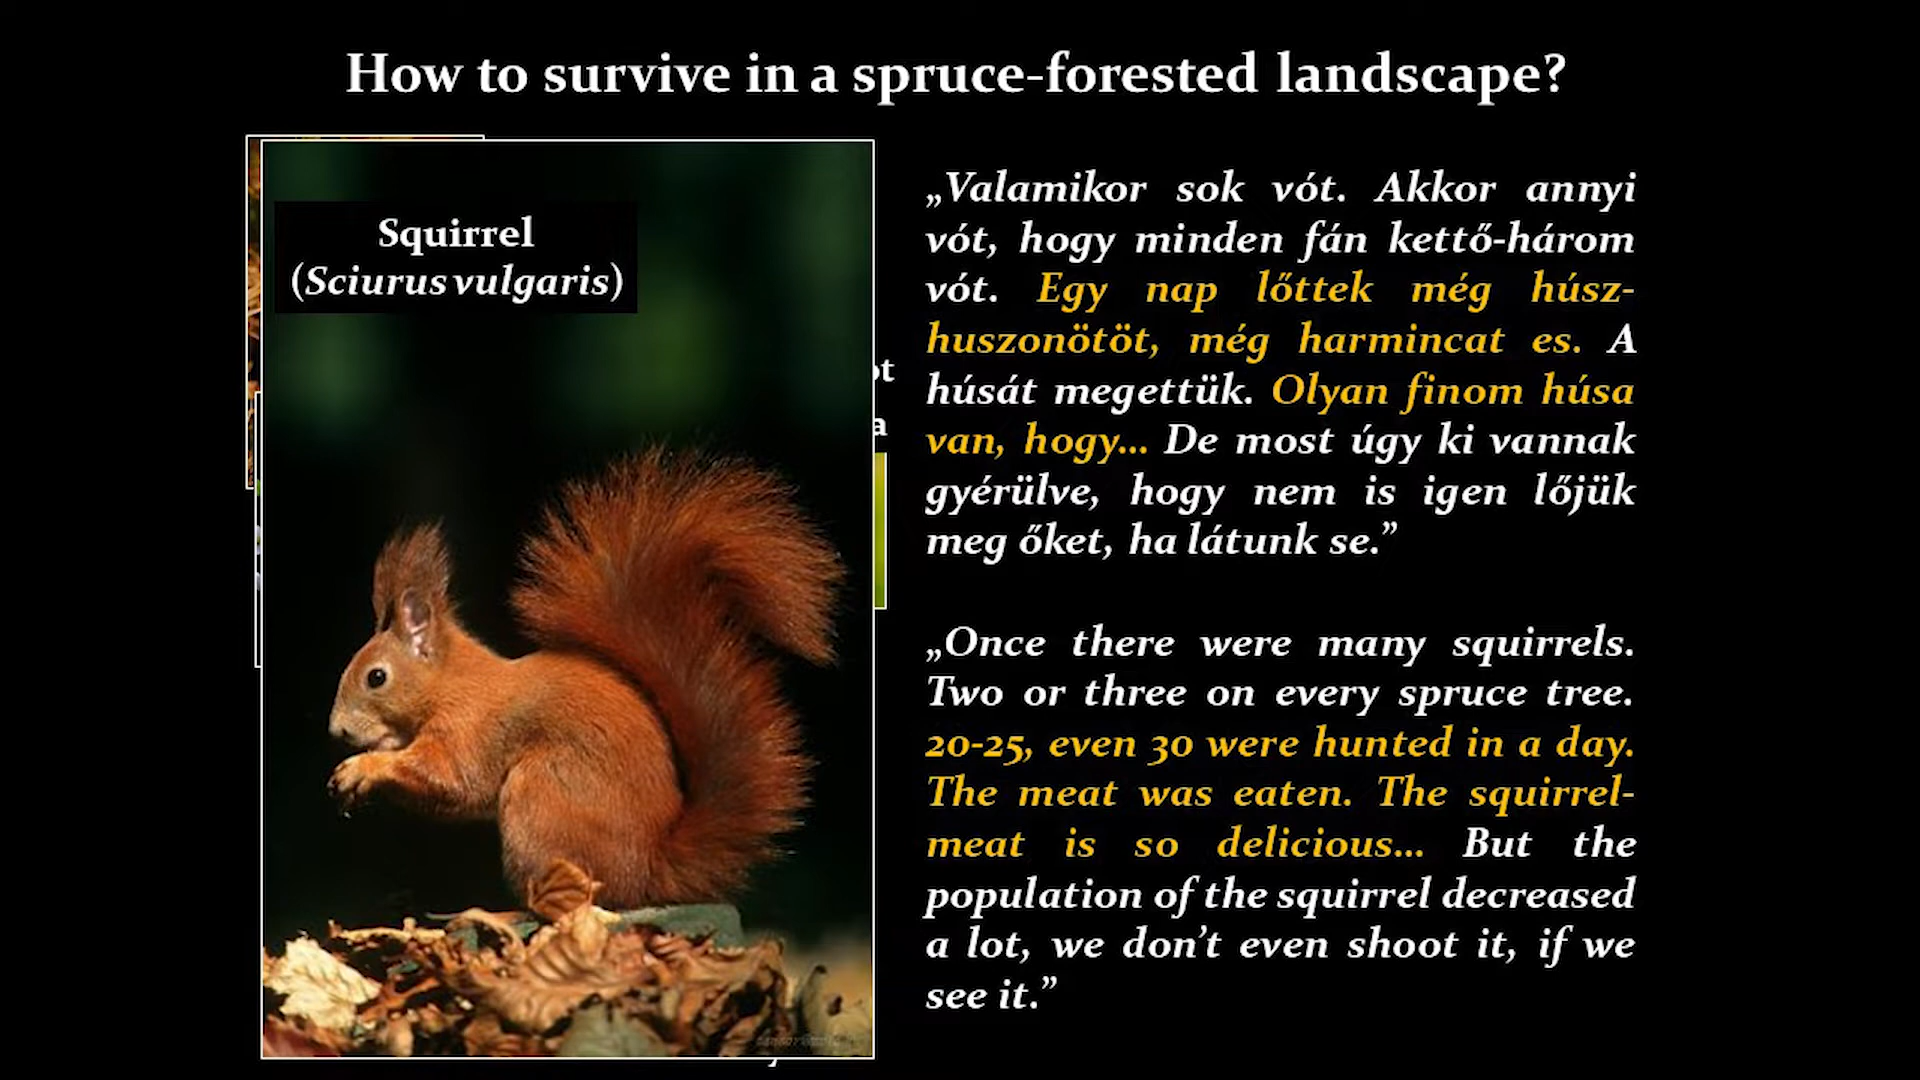 How to survive in a spruce-forested landscape?
Squirrel
(Sciurus vulgaris)
ot
a
„Valamikor sok vót. Akkor annyi
vót, hogy minden fán kettő-három
vót. Egy nap lőttek még húsz-
huszonötöt, még harmincat es. A
húsát megettük. Olyan finom húsa
van, hogy... De most úgy ki vannak
gyérülve, hogy nem is igen lőjük
meg őket, ha látunk se.”
„Once there were many squirrels.
Two or three on every spruce tree.
20-25, even 30 were hunted in a day.
The meat was eaten. The squirrel-
meat is so delicious... But the
population of the squirrel decreased
a lot, we don’t even shoot it, if we
see it.”